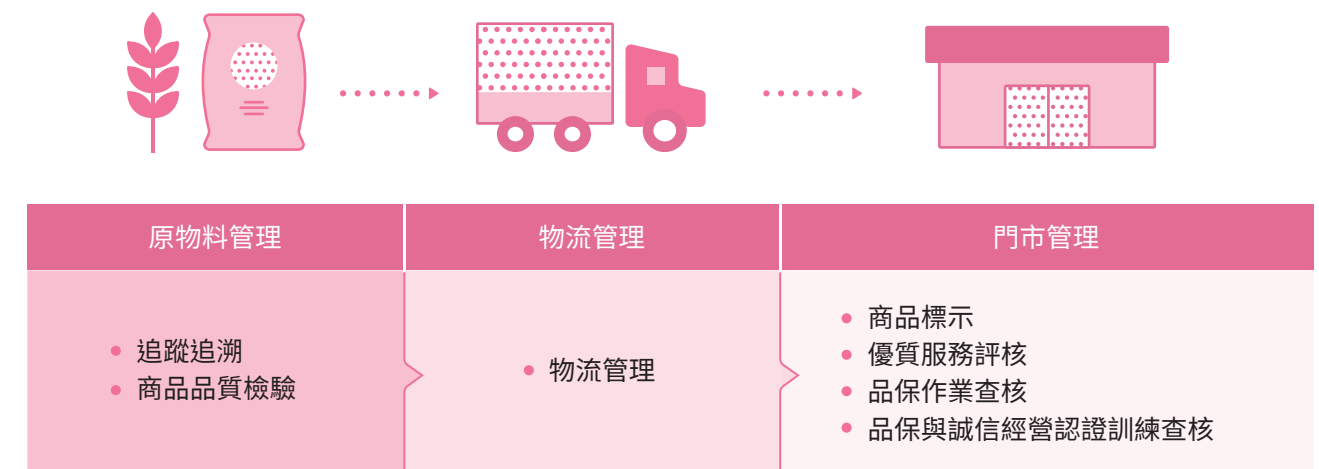 原物料管理
物流管理
門市管理
追蹤追溯
商品品質檢驗
物流管理
商品標示
優質服務評核
品保作業查核
品保與誠信經營認證訓練查核